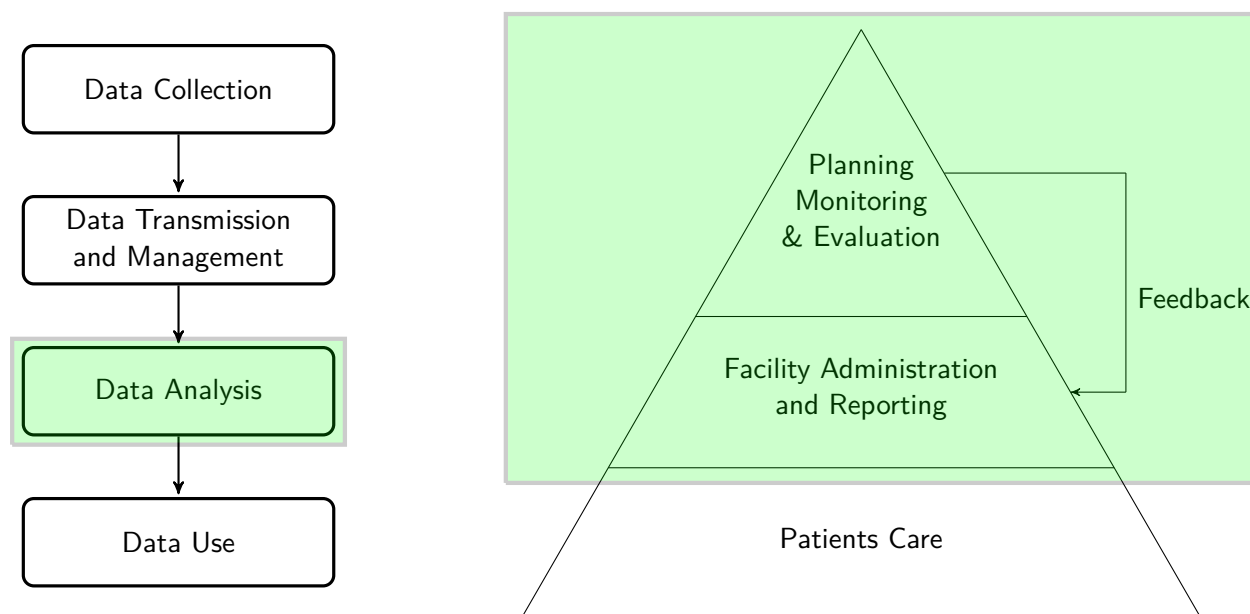 Data Collection
Data Transmission
and Management
Data Analysis
Data Use
Planning
Monitoring
& Evaluation
Feedback
Facility Administration
and Reporting
Patients Care